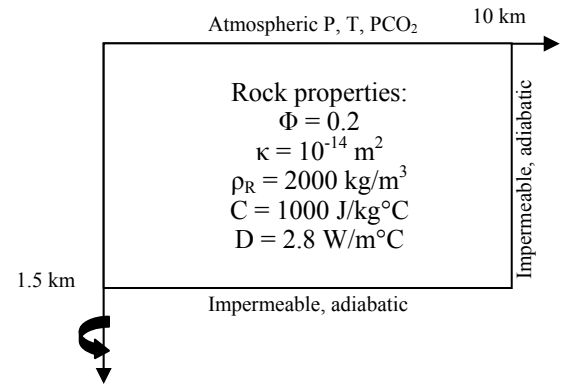 Atmospheric P, T, PCO₂
10 km
Rock properties:
Φ = 0.2
κ = 10⁻¹⁴ m²
ρR = 2000 kg/m³
C = 1000 J/kg°C
D = 2.8 W/m°C
Impermeable, adiabatic
1.5 km
Impermeable, adiabatic